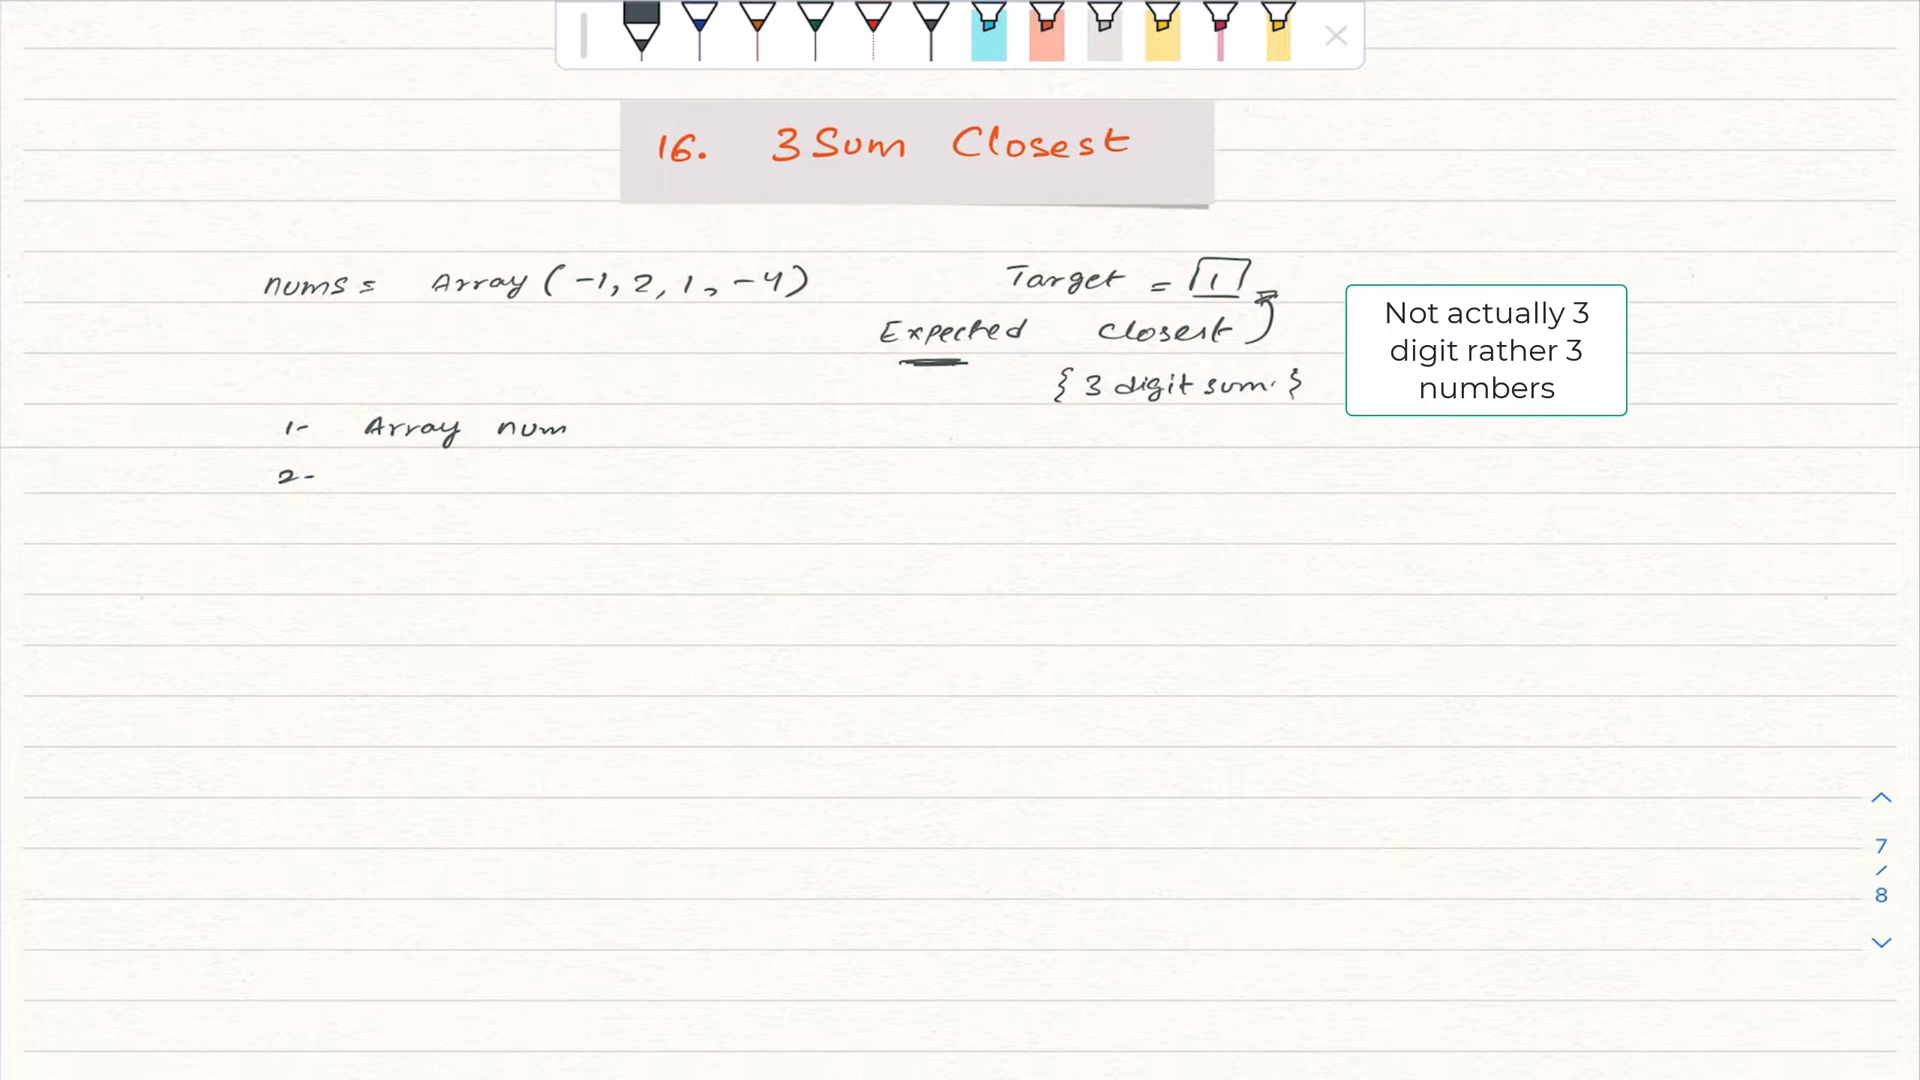 16. 3 Sum Closest
nums = Array (-1, 2, 1, -4) Target = 1
Expected closest
{ 3 digit sum. }
Not actually 3
digit rather 3
numbers
1- Array num
2-
7
/
8